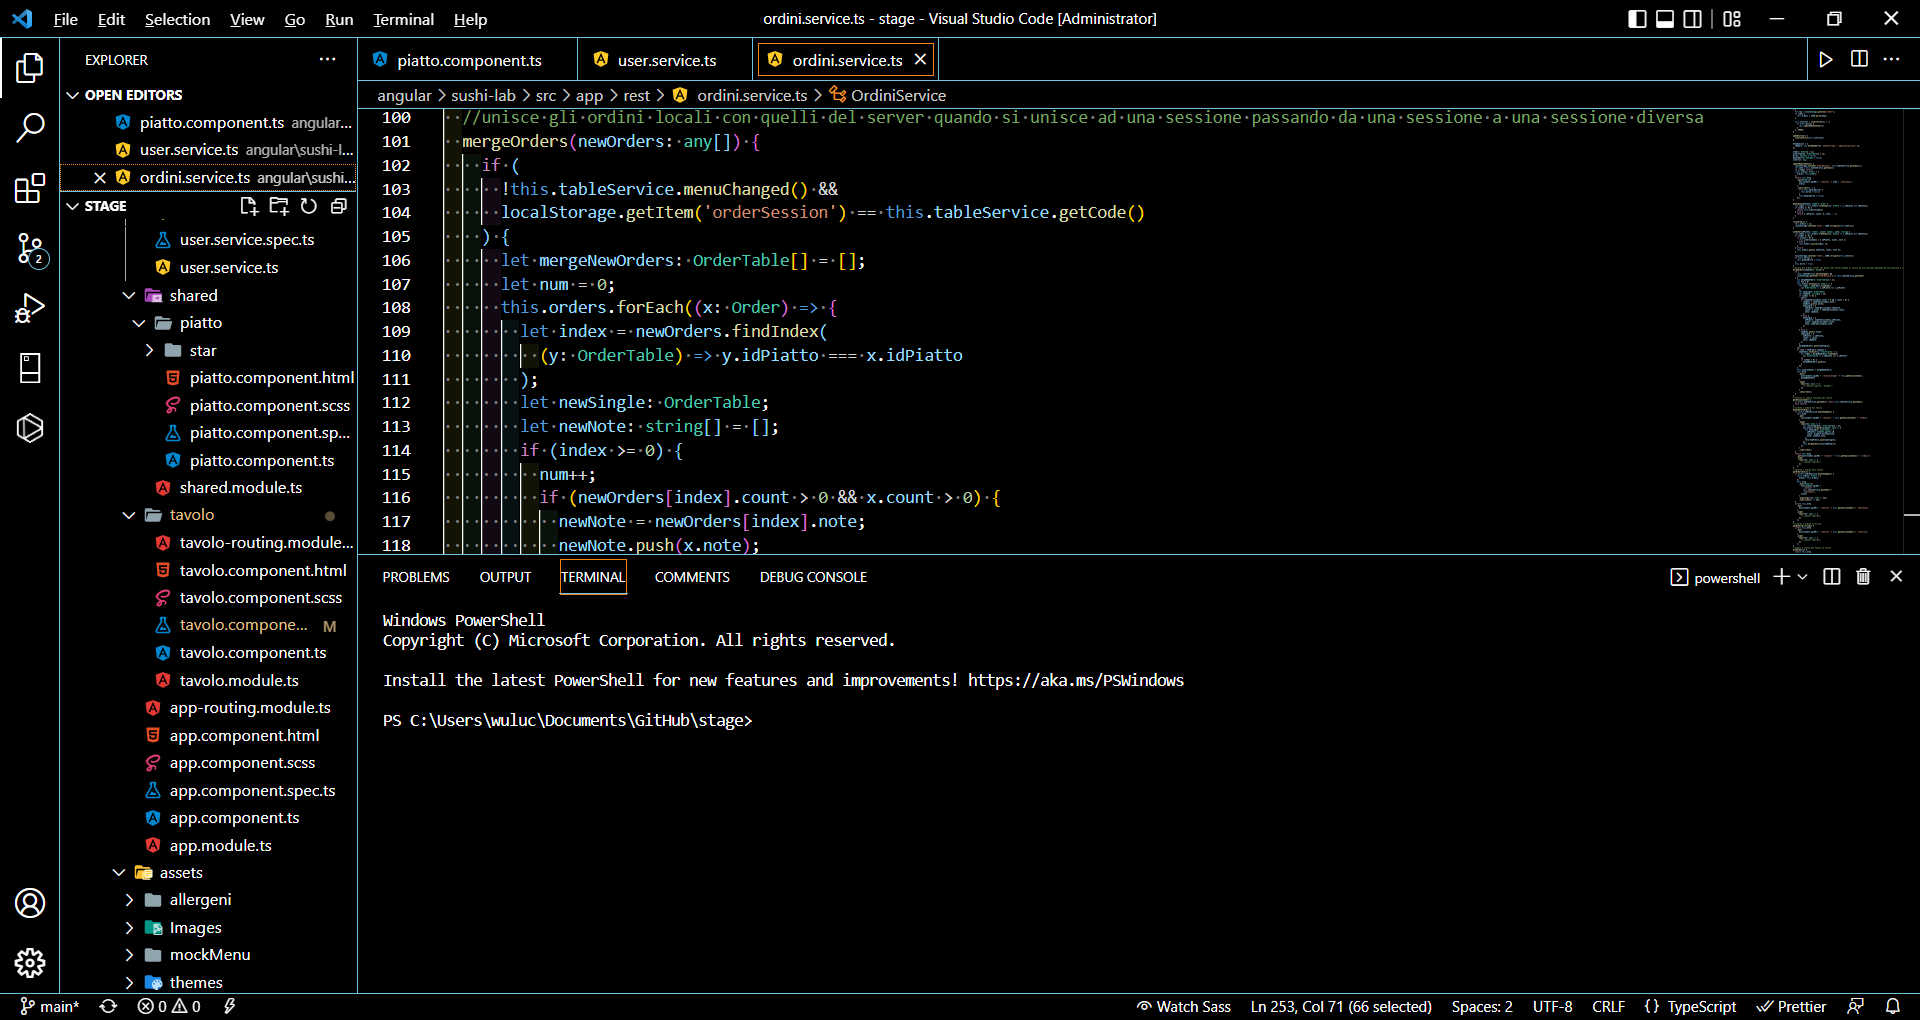 File Edit Selection View Go Run Terminal Help
ordini.service.ts - stage - Visual Studio Code [Administrator]
EXPLORER
OPEN EDITORS
piatto.component.ts angular...
user.service.ts angular\sushi-l...
ordini.service.ts angular\sushi...
STAGE
user.service.spec.ts
user.service.ts
shared
piatto
star
piatto.component.html
piatto.component.scss
piatto.component.sp...
piatto.component.ts
shared.module.ts
tavolo
tavolo-routing.module...
tavolo.component.html
tavolo.component.scss
tavolo.compone... M
tavolo.component.ts
tavolo.module.ts
app-routing.module.ts
app.component.html
app.component.scss
app.component.spec.ts
app.component.ts
app.module.ts
assets
allergeni
Images
mockMenu
themes
2
piatto.component.ts
user.service.ts
ordini.service.ts
angular > sushi-lab > src > app > rest > ordini.service.ts > OrdiniService
100 //unisce gli ordini locali con quelli del server quando si unisce ad una sessione passando da una sessione a una sessione diversa
101 mergeOrders(newOrders: any[]) {
102 if (
103 !this.tableService.menuChanged() &&
104 localStorage.getItem('orderSession') == this.tableService.getCode()
105 ) {
106 let mergeNewOrders: OrderTable[] = [];
107 let num = 0;
108 this.orders.forEach((x: Order) => {
109 let index = newOrders.findIndex(
110 (y: OrderTable) => y.idPiatto === x.idPiatto
111 );
112 let newSingle: OrderTable;
113 let newNote: string[] = [];
114 if (index >= 0) {
115 num++;
116 if (newOrders[index].count > 0 && x.count > 0) {
117 newNote = newOrders[index].note;
118 newNote.push(x.note);
PROBLEMS OUTPUT TERMINAL COMMENTS DEBUG CONSOLE
powershell
Windows PowerShell
Copyright (C) Microsoft Corporation. All rights reserved.
Install the latest PowerShell for new features and improvements! https://aka.ms/PSWindows
PS C:\Users\wuluc\Documents\GitHub\stage>
main* 0 0
Watch Sass Ln 253, Col 71 (66 selected) Spaces: 2 UTF-8 CRLF {} TypeScript Prettier